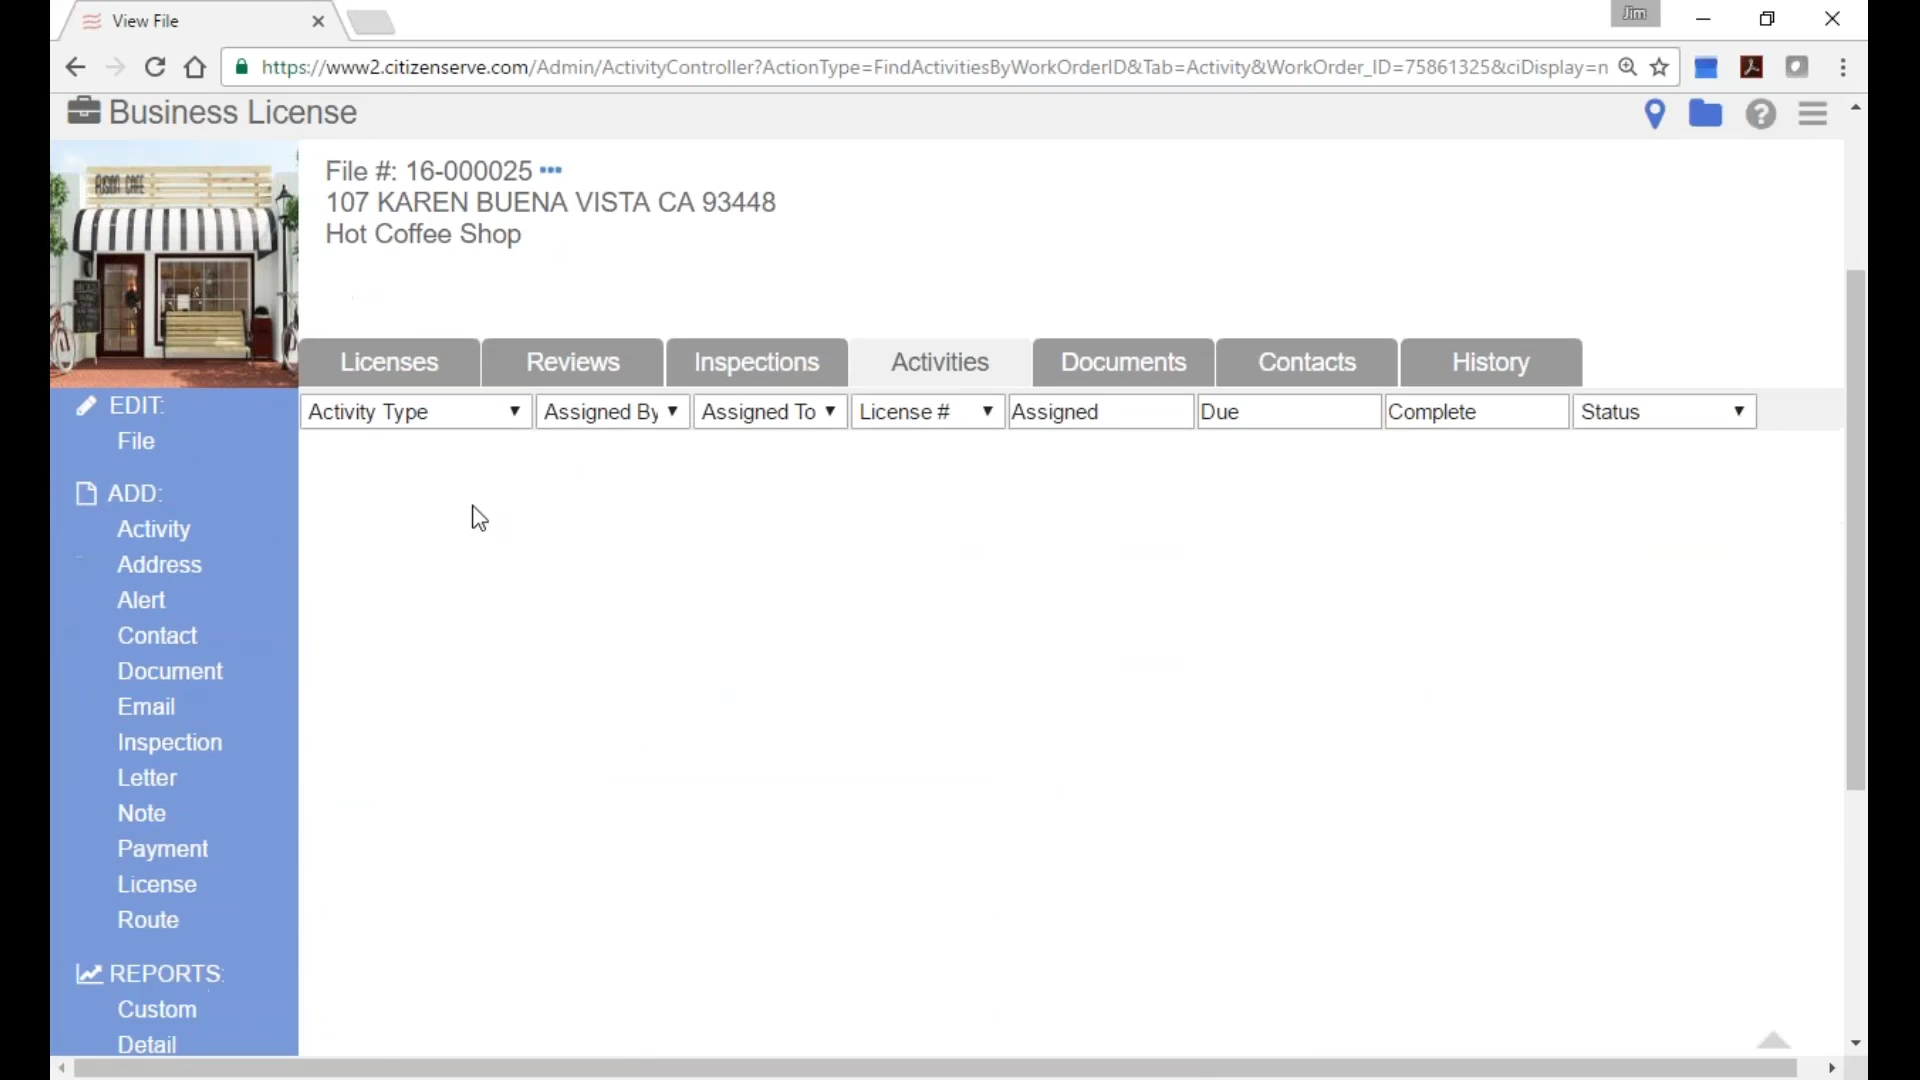 View File
Jim
https://www2.citizenserve.com/Admin/ActivityController?ActionType=FindActivitiesByWorkOrderID&Tab=Activity&WorkOrder_ID=75861325&ciDisplay=n
Business License
FUSION CAFE
File #: 16-000025
107 KAREN BUENA VISTA CA 93448
Hot Coffee Shop
Licenses Reviews Inspections Activities Documents Contacts History
Activity Type Assigned By Assigned To License # Assigned Due Complete Status
EDIT:
File
ADD:
Activity
Address
Alert
Contact
Document
Email
Inspection
Letter
Note
Payment
License
Route
REPORTS:
Custom
Detail